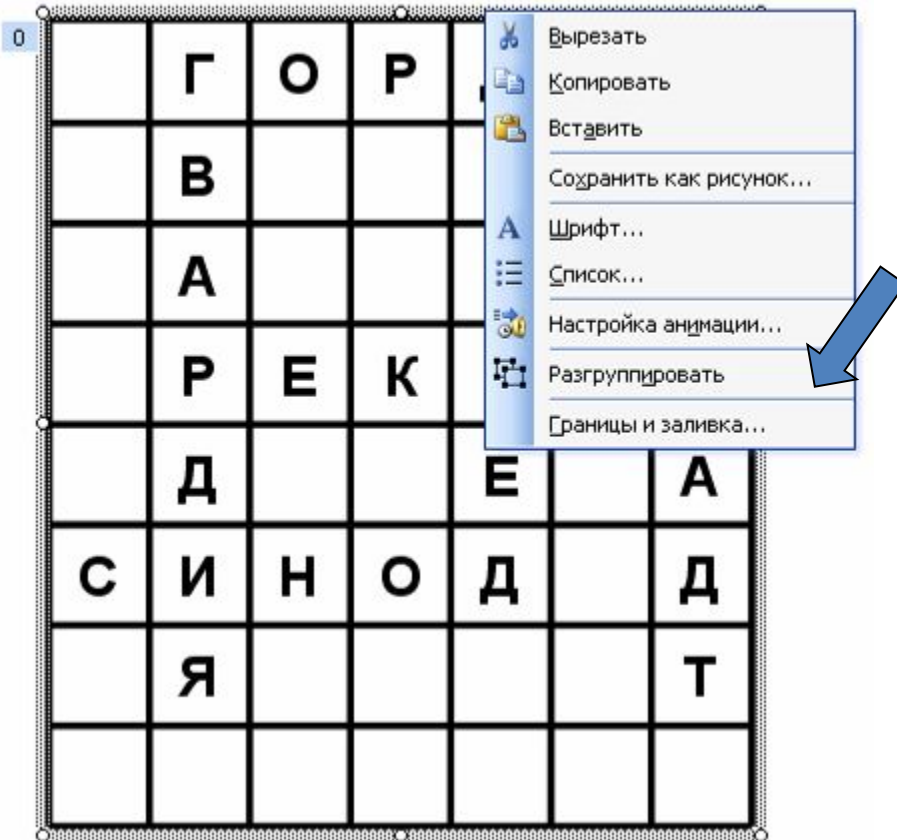 0
Г О Р
В
А
Р Е К
Д Е А
С И Н О Д Д
Я Т
Вырезать
Копировать
Вставить
Сохранить как рисунок...
Шрифт...
Список...
Настройка анимации...
Разгруппировать
Границы и заливка...